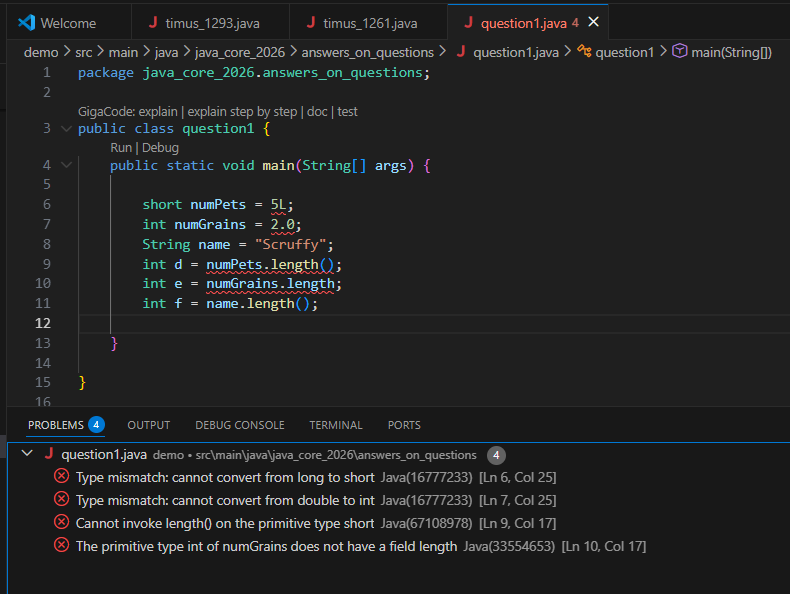 Welcome timus_1293.java timus_1261.java question1.java 4
demo > src > main > java > java_core_2026 > answers_on_questions > question1.java > question1 > main(String[])
1 package java_core_2026.answers_on_questions;
2
GigaCode: explain | explain step by step | doc | test
3 public class question1 {
Run | Debug
4 public static void main(String[] args) {
5
6 short numPets = 5L;
7 int numGrains = 2.0;
8 String name = "Scruffy";
9 int d = numPets.length();
10 int e = numGrains.length;
11 int f = name.length();
12
13 }
14
15 }
16
PROBLEMS 4 OUTPUT DEBUG CONSOLE TERMINAL PORTS
question1.java demo • src\main\java\java_core_2026\answers_on_questions 4
Type mismatch: cannot convert from long to short Java(16777233) [Ln 6, Col 25]
Type mismatch: cannot convert from double to int Java(16777233) [Ln 7, Col 25]
Cannot invoke length() on the primitive type short Java(67108978) [Ln 9, Col 17]
The primitive type int of numGrains does not have a field length Java(33554653) [Ln 10, Col 17]